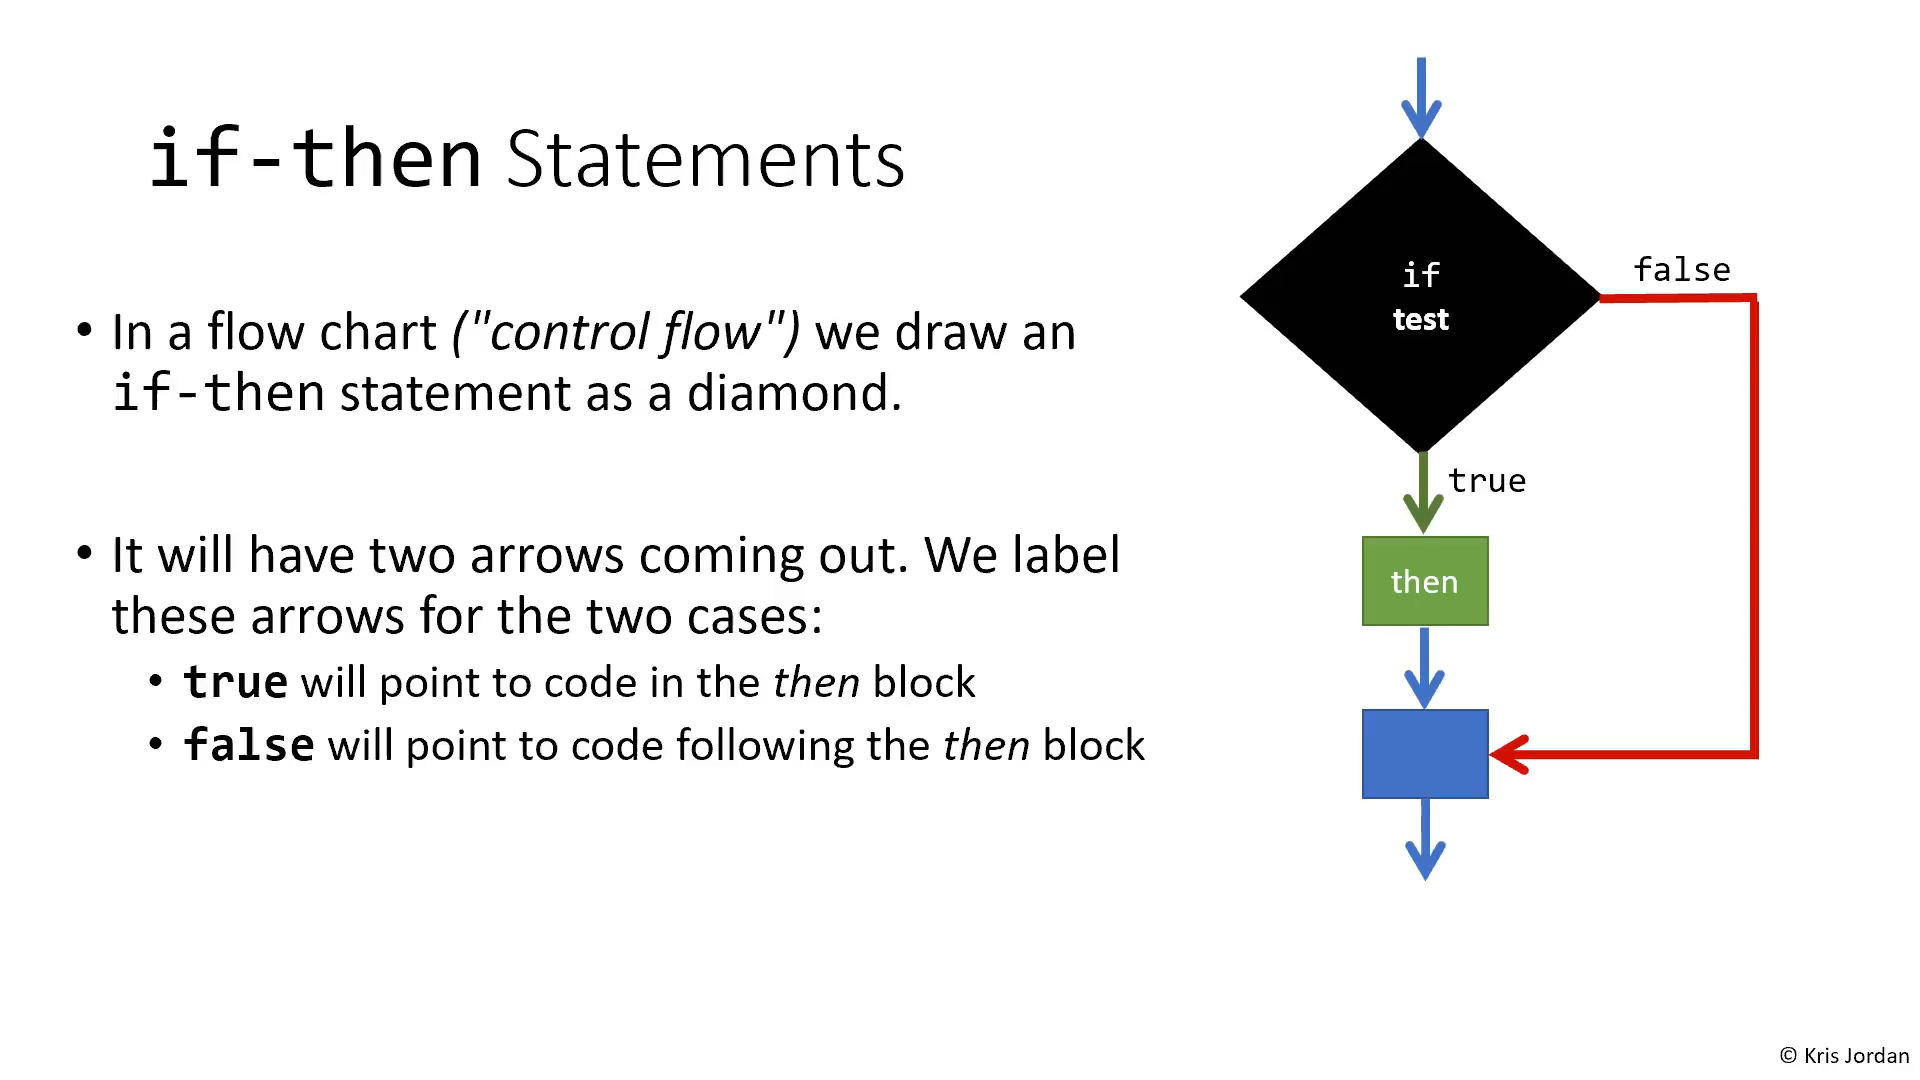 if-then Statements
• In a flow chart ("control flow") we draw an
if-then statement as a diamond.
• It will have two arrows coming out. We label
these arrows for the two cases:
• true will point to code in the then block
• false will point to code following the then block
if
test
false
true
then
© Kris Jordan